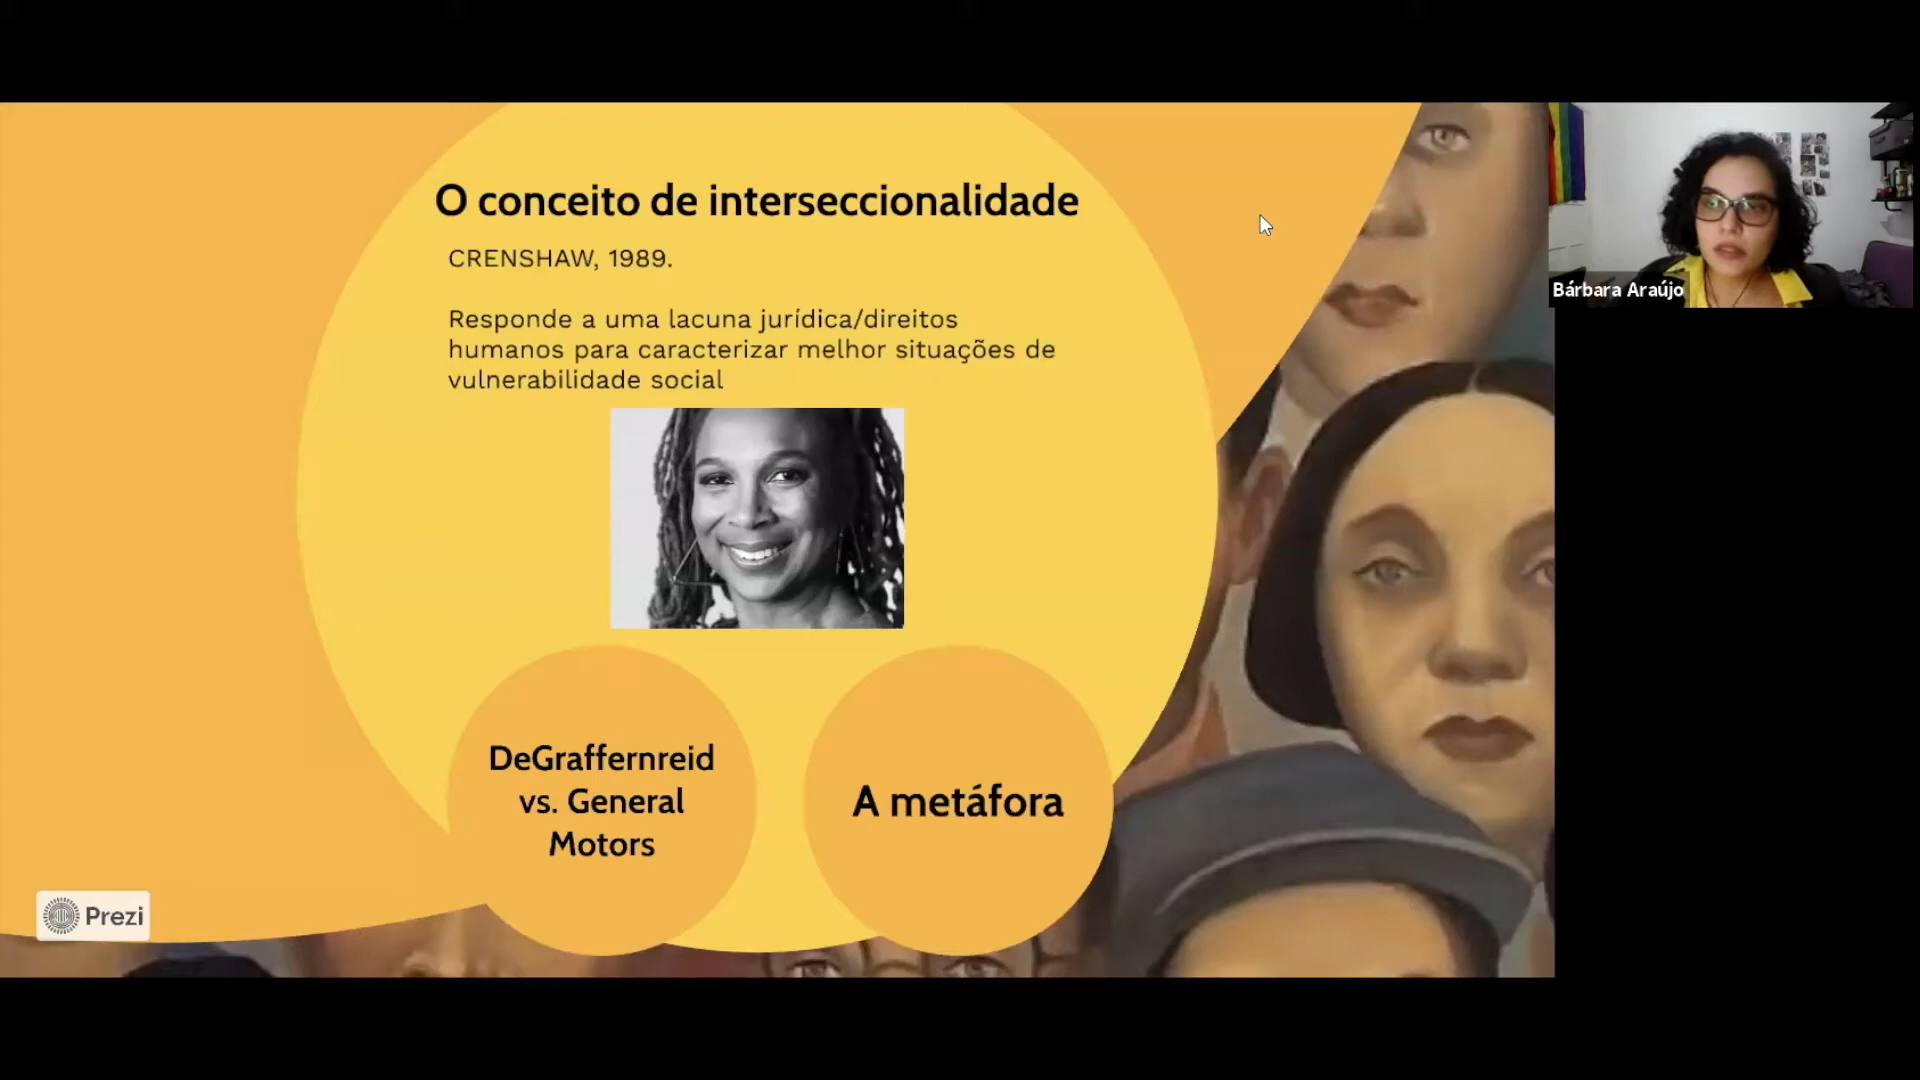 O conceito de interseccionalidade
CRENSHAW, 1989.
Responde a uma lacuna jurídica/direitos
humanos para caracterizar melhor situações de
vulnerabilidade social
DeGraffernreid
vs. General
Motors
A metáfora
Prezi
Bárbara Araújo